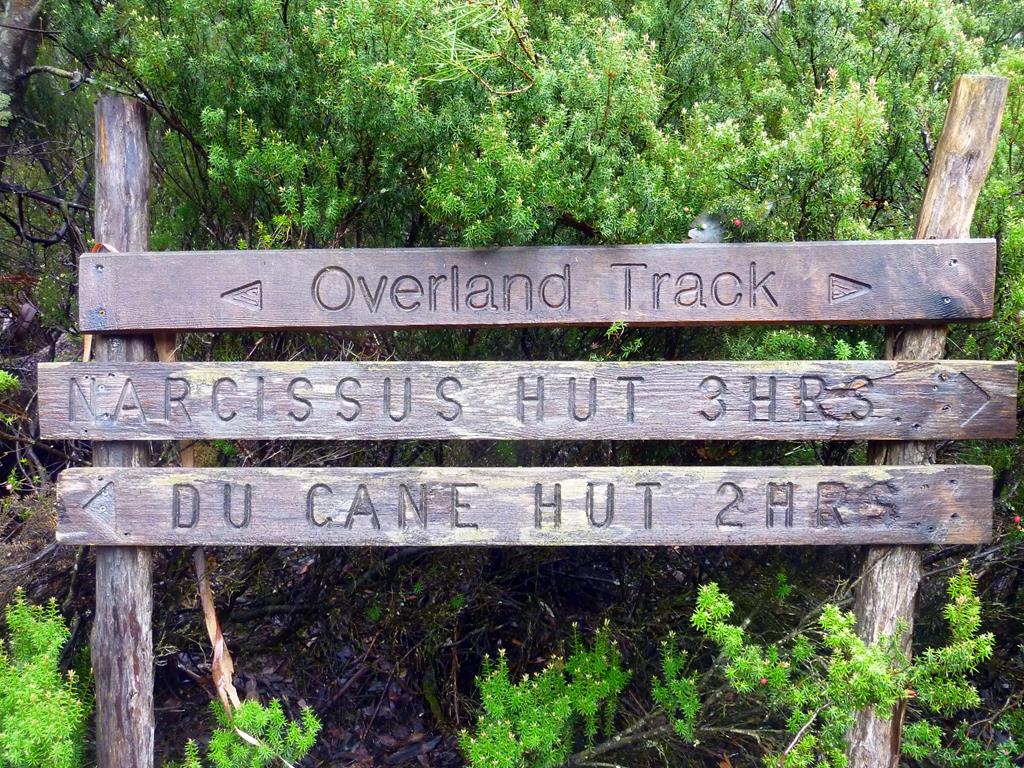 Overland Track
NARCISSUS HUT 3HRS
DU CANE HUT 2HRS